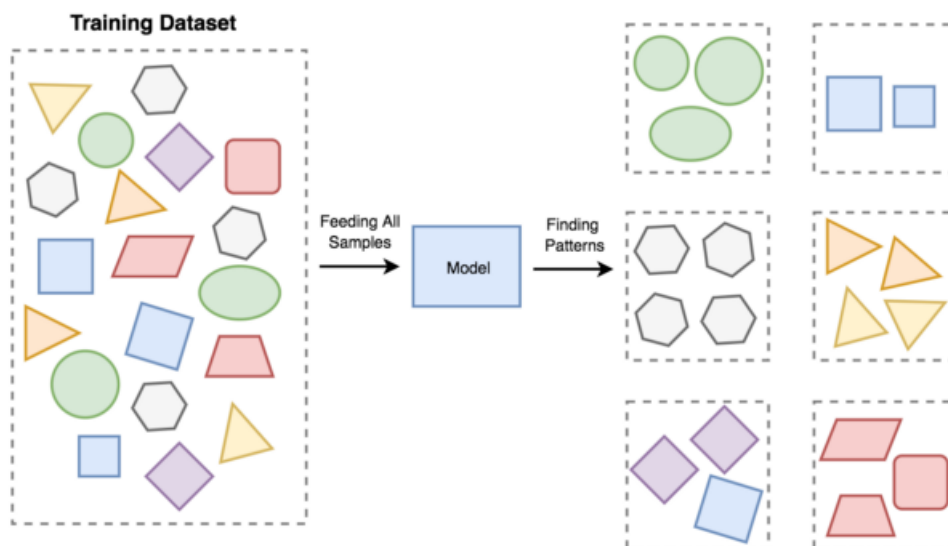 Training Dataset
Feeding All
Samples
Model
Finding
Patterns